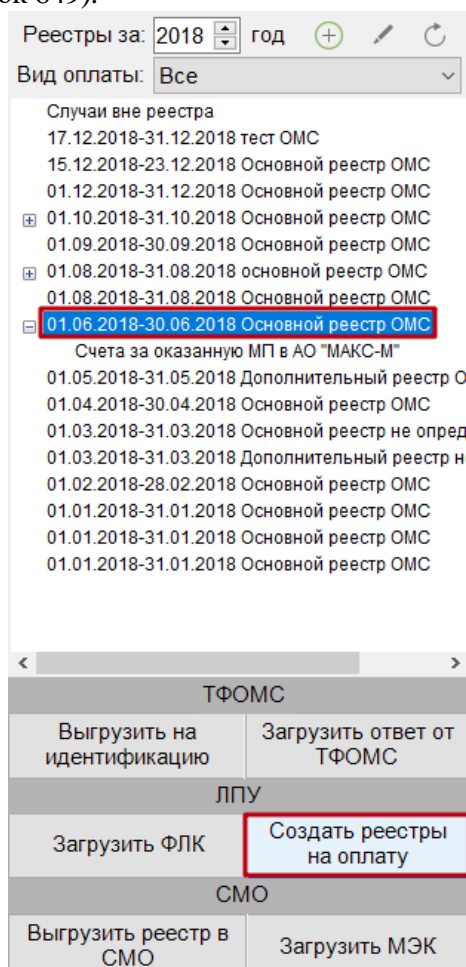 ок 649).
Реестры за: 2018 год
Вид оплаты: Все
Случаи вне реестра
17.12.2018-31.12.2018 тест ОМС
15.12.2018-23.12.2018 Основной реестр ОМС
01.12.2018-31.12.2018 Основной реестр ОМС
01.10.2018-31.10.2018 Основной реестр ОМС
01.09.2018-30.09.2018 Основной реестр ОМС
01.08.2018-31.08.2018 основной реестр ОМС
01.08.2018-31.08.2018 Основной реестр ОМС
01.06.2018-30.06.2018 Основной реестр ОМС
Счета за оказанную МП в АО "МАКС-М"
01.05.2018-31.05.2018 Дополнительный реестр О
01.04.2018-30.04.2018 Основной реестр ОМС
01.03.2018-31.03.2018 Основной реестр не опред
01.03.2018-31.03.2018 Дополнительный реестр н
01.02.2018-28.02.2018 Основной реестр ОМС
01.01.2018-31.01.2018 Основной реестр ОМС
01.01.2018-31.01.2018 Основной реестр ОМС
01.01.2018-31.01.2018 Основной реестр ОМС
ТФОМС
Выгрузить на идентификацию
Загрузить ответ от ТФОМС
ЛПУ
Загрузить ФЛК
Создать реестры на оплату
СМО
Выгрузить реестр в СМО
Загрузить МЭК